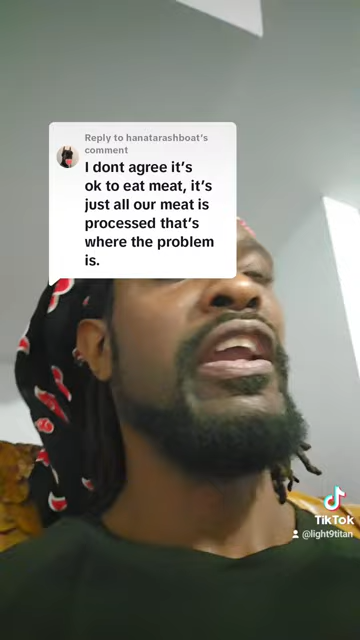 Reply to hanatarashboat's
comment
I dont agree it's
ok to eat meat, it's
just all our meat is
processed that's
where the problem
is.
TikTok
@light9titan